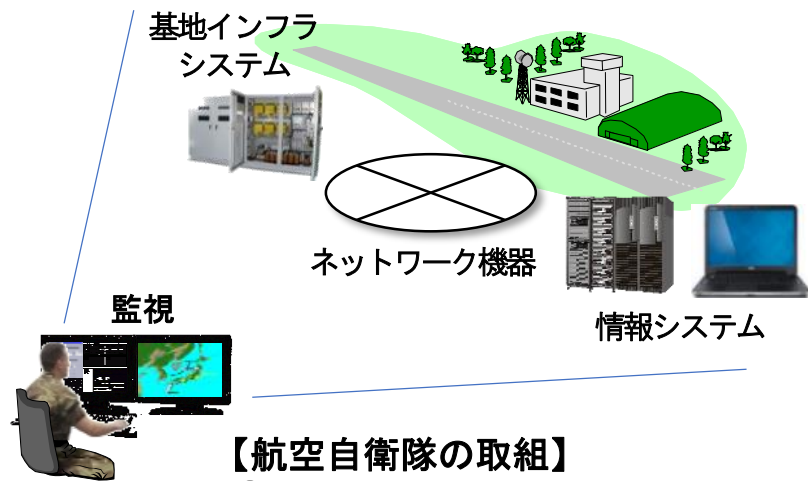 基地インフラ
システム
ネットワーク機器
情報システム
監視
【航空自衛隊の取組】